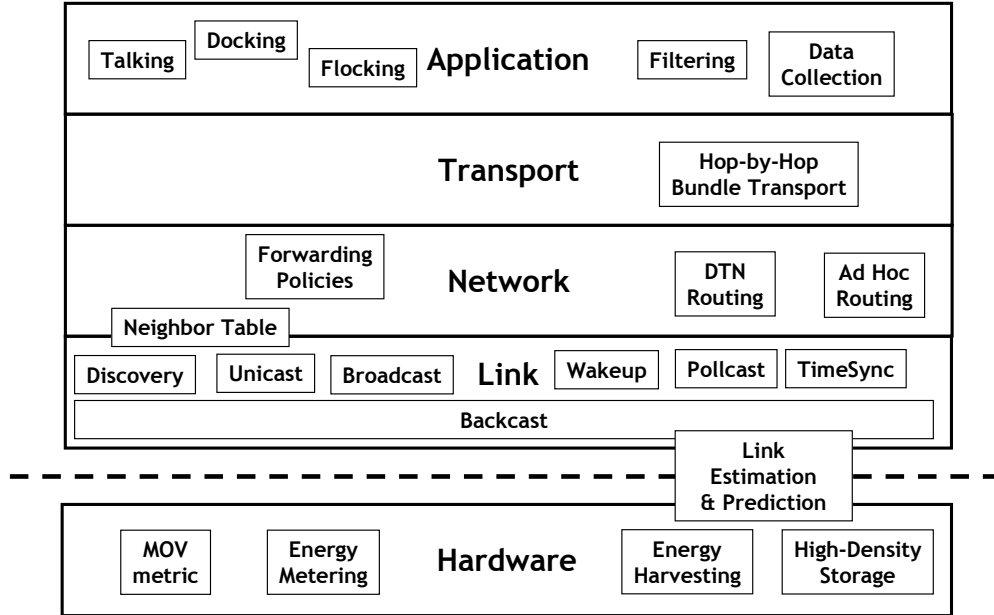 Talking
Docking
Flocking
Application
Filtering
Data
Collection
Transport
Hop-by-Hop
Bundle Transport
Forwarding
Policies
Network
DTN
Routing
Ad Hoc
Routing
Neighbor Table
Discovery
Unicast
Broadcast
Link
Wakeup
Pollcast
TimeSync
Backcast
Link
Estimation
& Prediction
MOV
metric
Energy
Metering
Hardware
Energy
Harvesting
High-Density
Storage